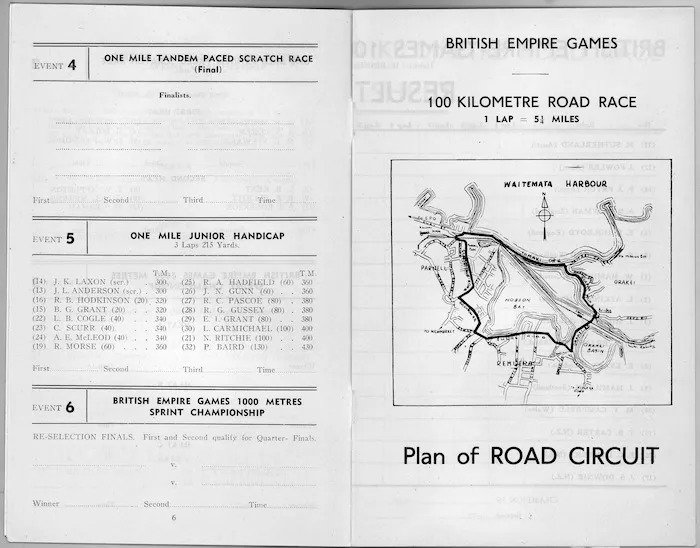 EVENT 4
ONE MILE TANDEM PACED SCRATCH RACE
(Final)
Finalists.
First Second Third Time
EVENT 5
ONE MILE JUNIOR HANDICAP
3 Laps 213 Yards.
T.M.
(14) J. K. LAXON (scr.) 300
(13) J. L. ANDERSON (scr.) . 300
(16) R. B. HODKINSON (20) 320
(15) B. G. GRANT (20) . . 320
(22) L. B. COGLE (40) . . 340
(23) C. SCURR (40) . . . 340
(24) A. E. McLEOD (40) . . 340
(19) R. MORSE (60) . . . 360
T.M.
(25) R. A. HADFIELD (60) 360
(26) J. N. GUNN (60) . . 360
(27) R. C. PASCOE (80) . . 380
(28) R. G. GUSSEY (80) . . 380
(29) E. I. GRANT (80) . . 380
(30) L. CARMICHAEL (100) 400
(21) N. RITCHIE (100) . . 400
(32) P. BAIRD (130) . . . 430
First Second Third Time
EVENT 6
BRITISH EMPIRE GAMES 1000 METRES
SPRINT CHAMPIONSHIP
RE-SELECTION FINALS. First and Second qualify for Quarter- Finals.
v.
v.
Winner Second Time
6
BRITISH EMPIRE GAMES
100 KILOMETRE ROAD RACE
1 LAP = 5¾ MILES
WAITEMATA HARBOUR
PARNELL
HOBSON
BAY
ORAKEI
ORAKEI
BASIN
REMUERA
Plan of ROAD CIRCUIT